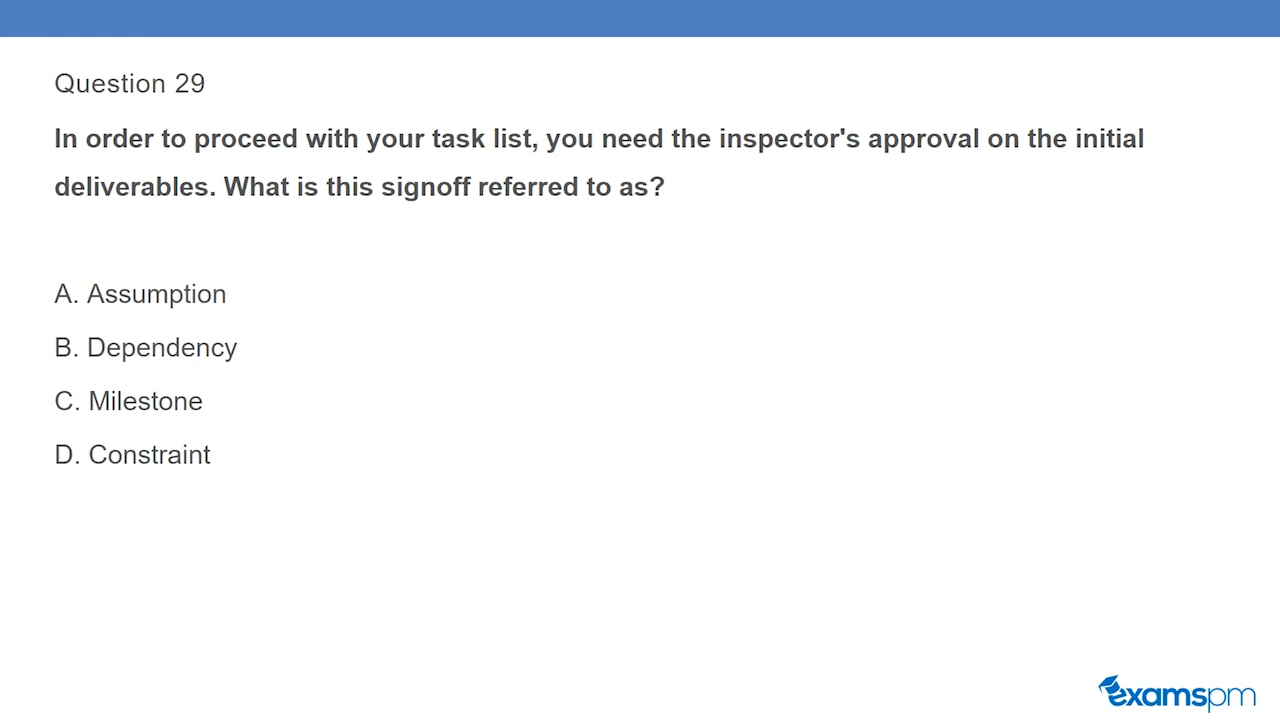 Question 29
In order to proceed with your task list, you need the inspector's approval on the initial
deliverables. What is this signoff referred to as?
A. Assumption
B. Dependency
C. Milestone
D. Constraint
examspm